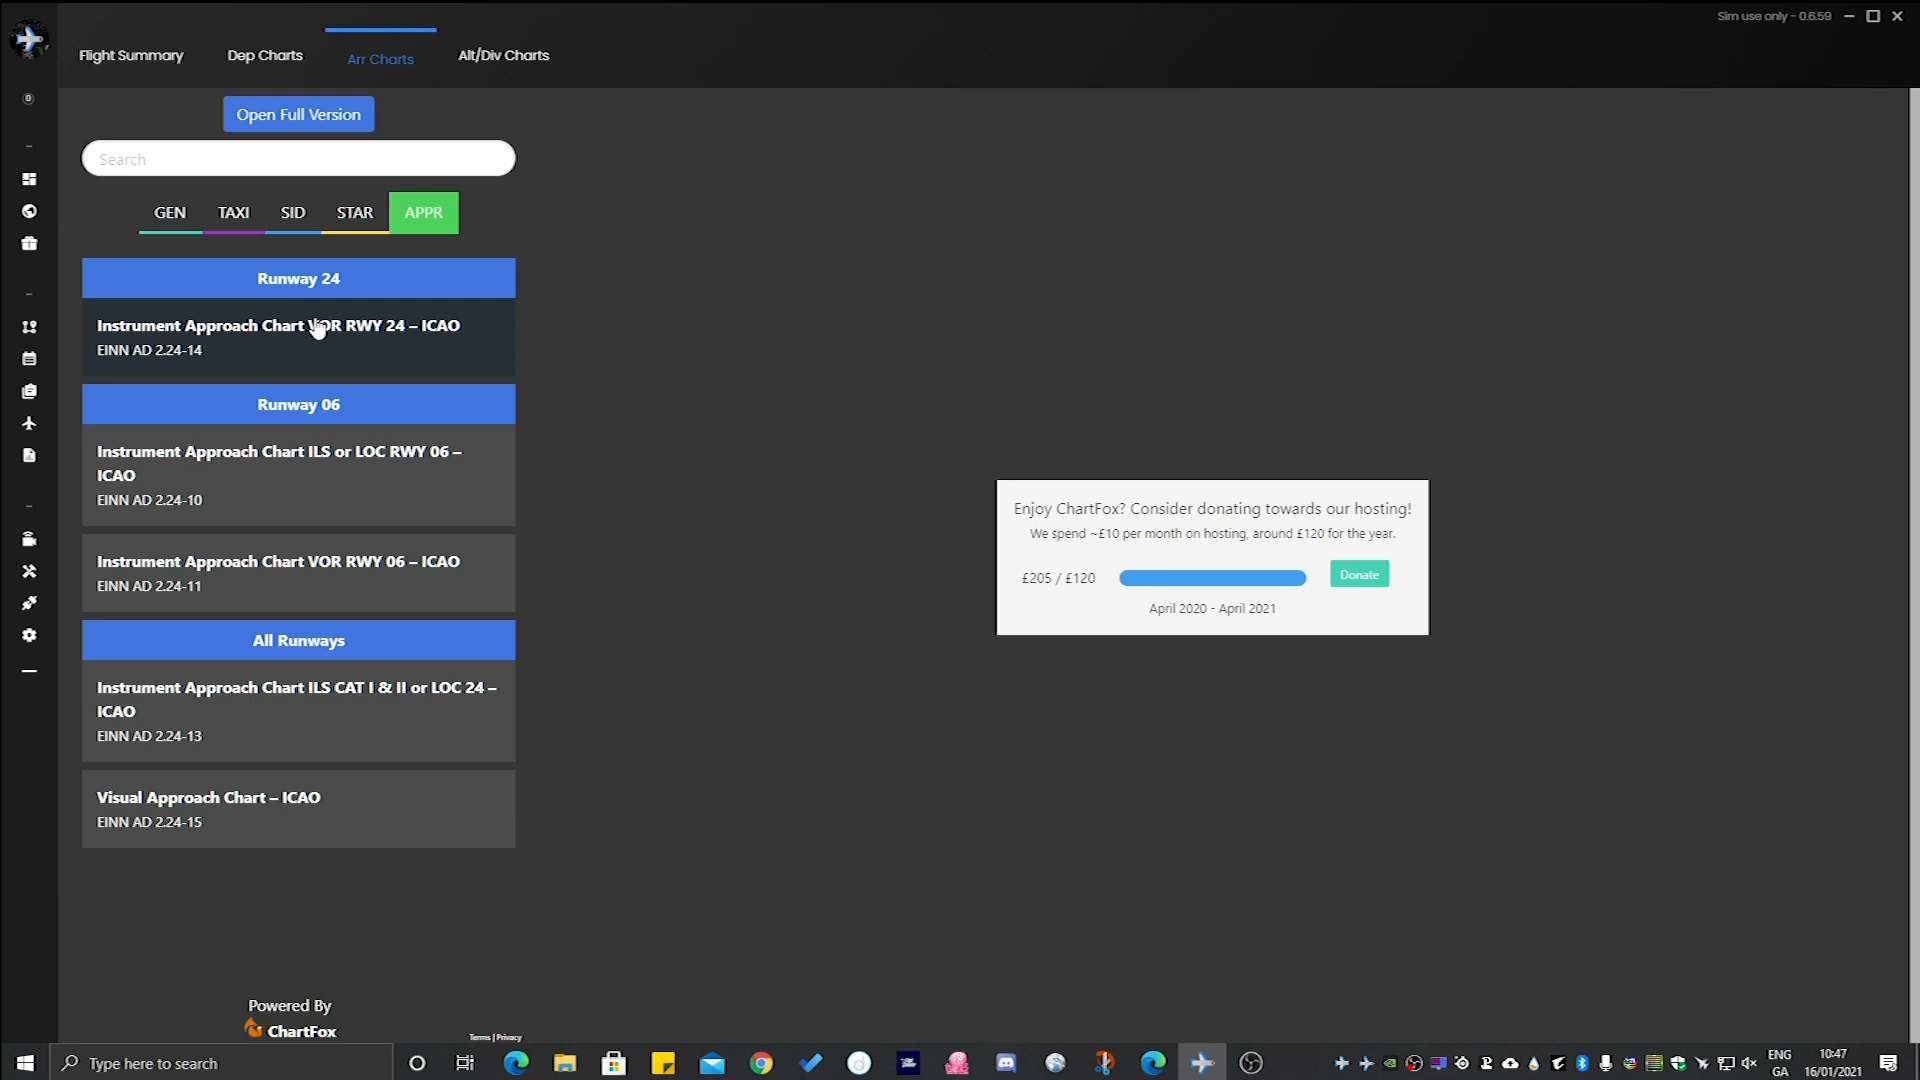 Sim use only - 0.6.59
Flight Summary
Dep Charts
Arr Charts
Alt/Div Charts
Open Full Version
Search
GEN
TAXI
SID
STAR
APPR
Runway 24
Instrument Approach Chart VOR RWY 24 – ICAO
EINN AD 2.24-14
Runway 06
Instrument Approach Chart ILS or LOC RWY 06 –
ICAO
EINN AD 2.24-10
Instrument Approach Chart VOR RWY 06 – ICAO
EINN AD 2.24-11
All Runways
Instrument Approach Chart ILS CAT I & II or LOC 24 –
ICAO
EINN AD 2.24-13
Visual Approach Chart – ICAO
EINN AD 2.24-15
Enjoy ChartFox? Consider donating towards our hosting!
We spend ~£10 per month on hosting, around £120 for the year.
£205 / £120
Donate
April 2020 - April 2021
Powered By
ChartFox
Terms | Privacy
Type here to search
ENG
GA
10:47
16/01/2021